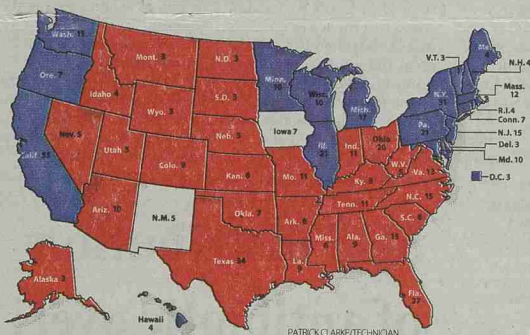 Wash. 11
Ore. 7
Calif. 55
Nev. 5
Idaho 4
Mont. 3
Wyo. 3
Utah 5
Colo. 9
Ariz. 10
N.M. 5
N.D. 3
S.D. 3
Neb. 5
Kan. 6
Okla. 7
Texas 34
Minn. 10
Iowa 7
Mo. 11
Ark. 6
La. 9
Wisc. 10
Ill. 21
Mich. 17
Ind. 11
Ohio 20
Ky. 8
Tenn. 11
Miss.
Ala. 9
Ga. 15
Fla. 27
S.C. 8
N.C. 15
Va. 13
W.V.
Pa. 21
N.Y. 31
Me.
V.T. 3
N.H. 4
Mass. 12
R.I. 4
Conn. 7
N.J. 15
Del. 3
Md. 10
D.C. 3
Alaska 3
Hawaii 4
PATRICK CLARKE/TECHNICIAN